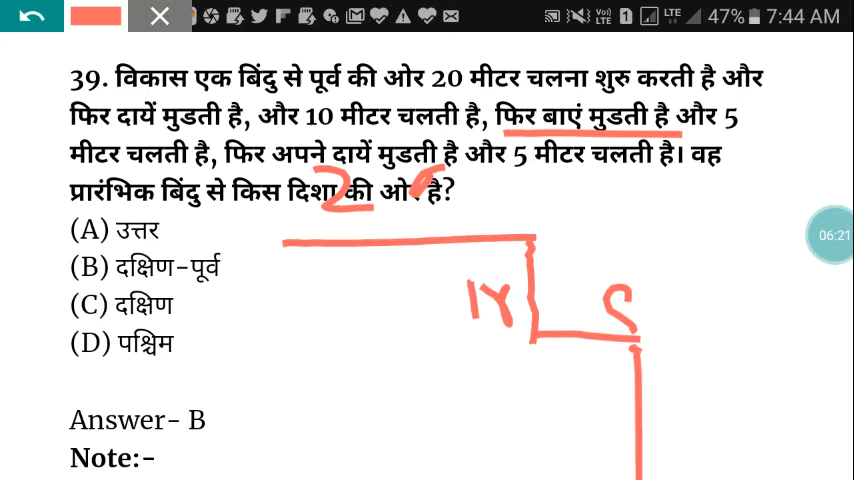 47% 7:44 AM
39. विकास एक बिंदु से पूर्व की ओर 20 मीटर चलना शुरु करती है और
फिर दायें मुडती है, और 10 मीटर चलती है, फिर बाएं मुडती है और 5
मीटर चलती है, फिर अपने दायें मुडती है और 5 मीटर चलती है। वह
प्रारंभिक बिंदु से किस दिशा की ओर है?
(A) उत्तर
(B) दक्षिण-पूर्व
(C) दक्षिण
(D) पश्चिम
06:21
Answer- B
Note:-